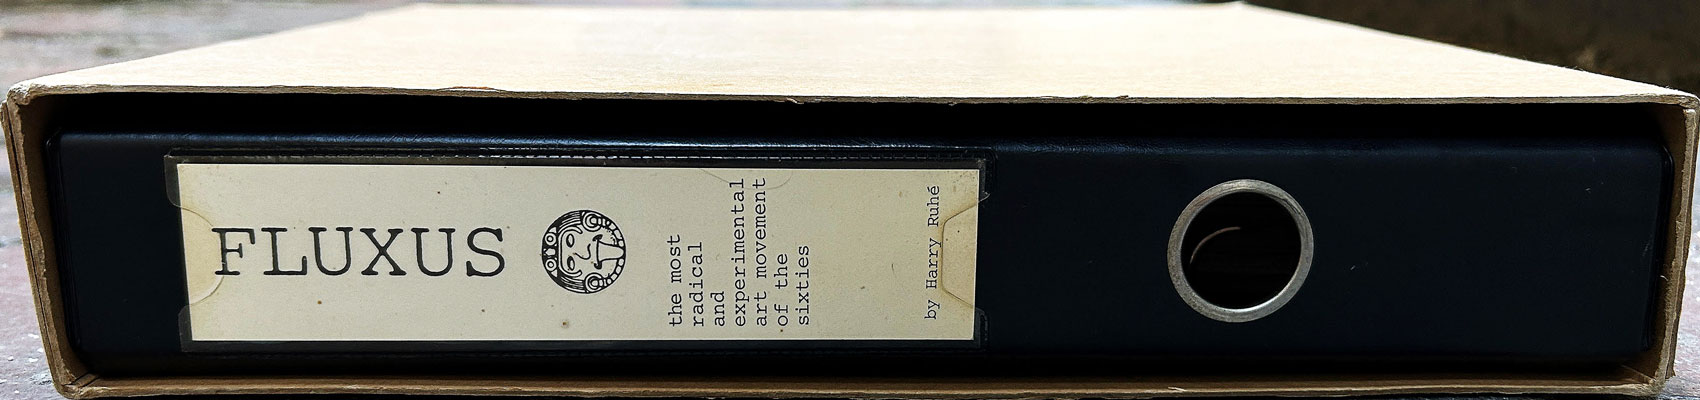 FLUXUS
the most
radical
and
experimental
art movement
of the
sixties
by Harry Ruhé